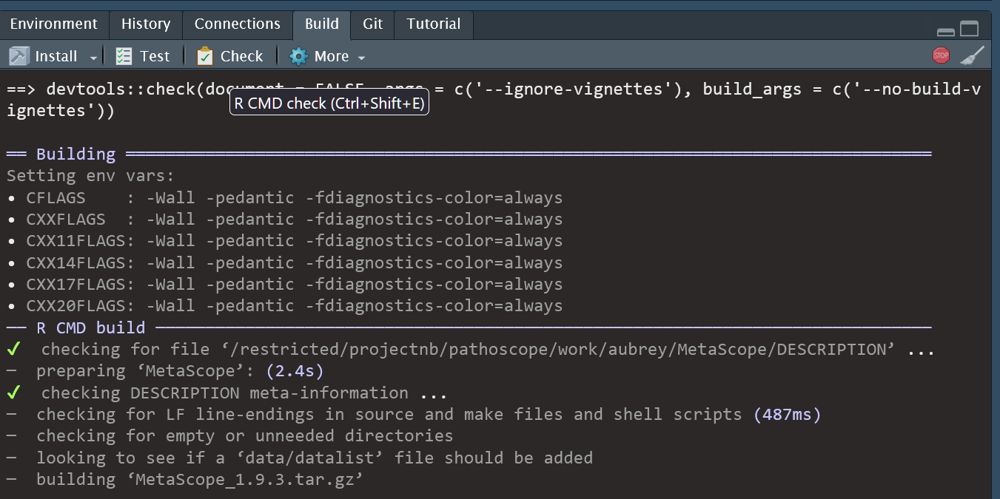 Environment History Connections Build Git Tutorial
Install Test Check More STOP
==> devtools::check(document = FALSE, args = c('--ignore-vignettes'), build_args = c('--no-build-v
ignettes'))
R CMD check (Ctrl+Shift+E)
══ Building ══════════════════════════════════════════════════
Setting env vars:
• CFLAGS    : -Wall -pedantic -fdiagnostics-color=always
• CXXFLAGS  : -Wall -pedantic -fdiagnostics-color=always
• CXX11FLAGS: -Wall -pedantic -fdiagnostics-color=always
• CXX14FLAGS: -Wall -pedantic -fdiagnostics-color=always
• CXX17FLAGS: -Wall -pedantic -fdiagnostics-color=always
• CXX20FLAGS: -Wall -pedantic -fdiagnostics-color=always
── R CMD build ──────────────────────────────────────────────────
✔  checking for file ‘/restricted/projectnb/pathoscope/work/aubrey/MetaScope/DESCRIPTION’ ...
─  preparing ‘MetaScope’: (2.4s)
✔  checking DESCRIPTION meta-information ...
─  checking for LF line-endings in source and make files and shell scripts (487ms)
─  checking for empty or unneeded directories
─  looking to see if a ‘data/datalist’ file should be added
─  building ‘MetaScope_1.9.3.tar.gz’